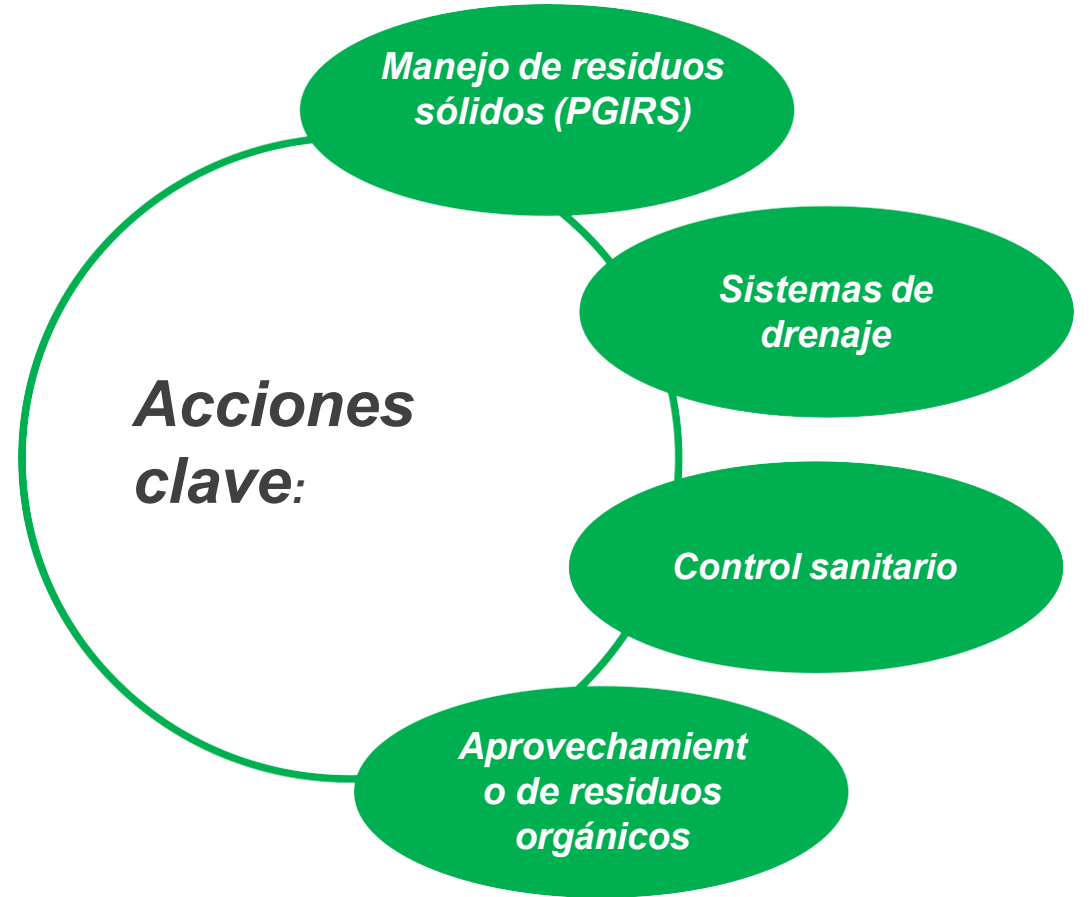 Manejo de residuos
sólidos (PGIRS)
Sistemas de
drenaje
Acciones
clave:
Control sanitario
Aprovechamient
o de residuos
orgánicos